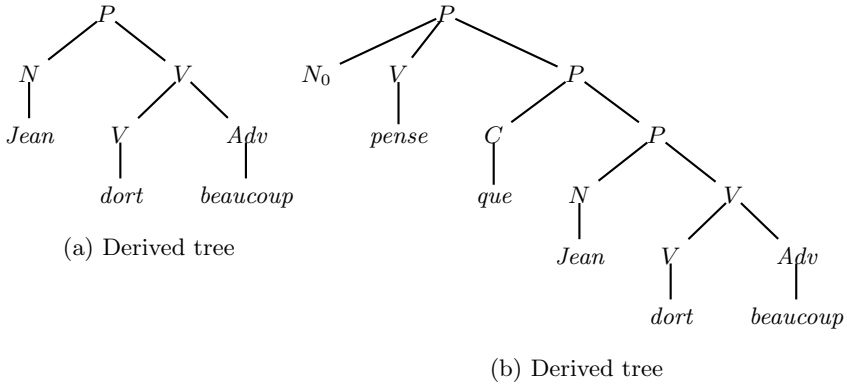 P P
N V N₀ V P
Jean V Adv pense C P
dort beaucoup que N V
(a) Derived tree Jean V Adv
dort beaucoup
(b) Derived tree